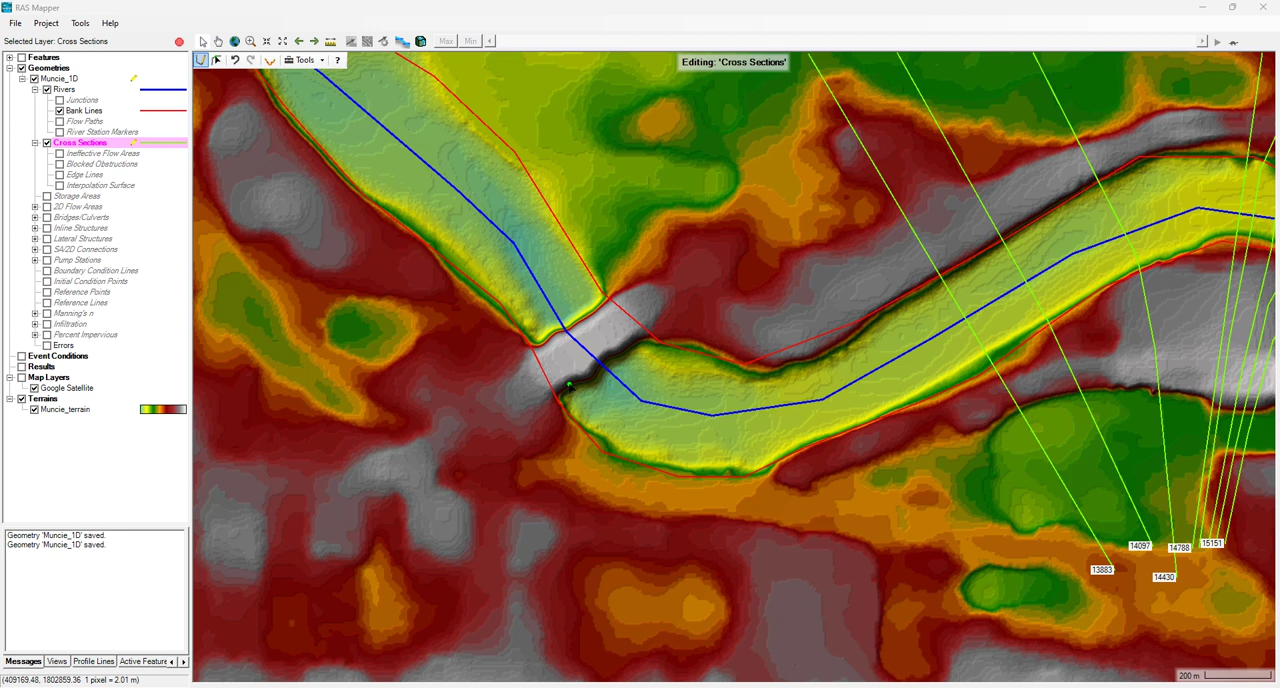 RAS Mapper
File Project Tools Help
Selected Layer: Cross Sections
Max Min
Tools ?
Editing: 'Cross Sections'
Features
Geometries
Muncie_1D
Rivers
Junctions
Bank Lines
Flow Paths
River Station Markers
Cross Sections
Ineffective Flow Areas
Blocked Obstructions
Edge Lines
Interpolation Surface
Storage Areas
2D Flow Areas
Bridges/Culverts
Inline Structures
Lateral Structures
SA/2D Connections
Pump Stations
Boundary Condition Lines
Initial Condition Points
Reference Points
Reference Lines
Manning's n
Infiltration
Percent Impervious
Errors
Event Conditions
Results
Map Layers
Google Satellite
Terrains
Muncie_terrain
14097 14788 15151
13883 14430
Geometry 'Muncie_1D' saved.
Geometry 'Muncie_1D' saved.
Messages Views Profile Lines Active Feature
(409169.48, 1802859.36 1 pixel = 2.01 m)
200 m